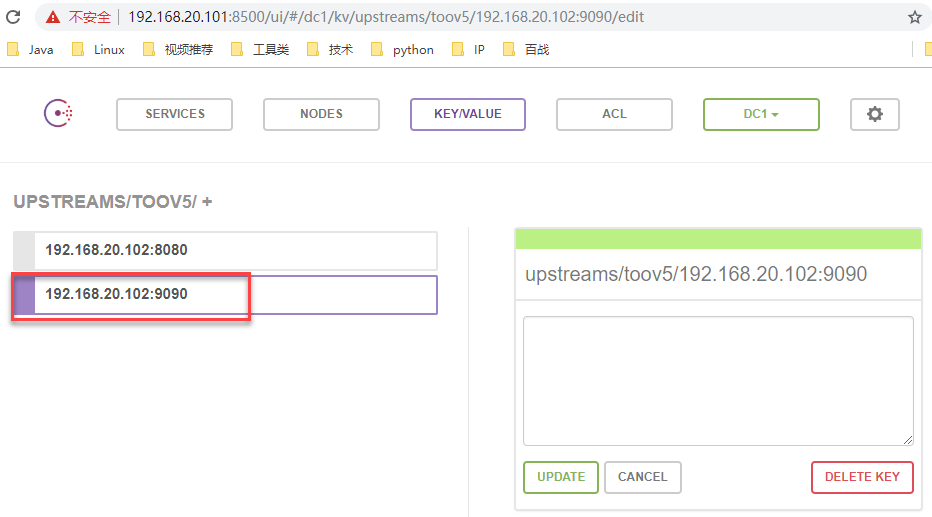 不安全 192.168.20.101:8500/ui/#/dc1/kv/upstreams/toov5/192.168.20.102:9090/edit
Java Linux 视频推荐 工具类 技术 python IP 百战
SERVICES NODES KEY/VALUE ACL DC1
UPSTREAMS/TOOV5/ +
192.168.20.102:8080
192.168.20.102:9090
upstreams/toov5/192.168.20.102:9090
UPDATE CANCEL DELETE KEY